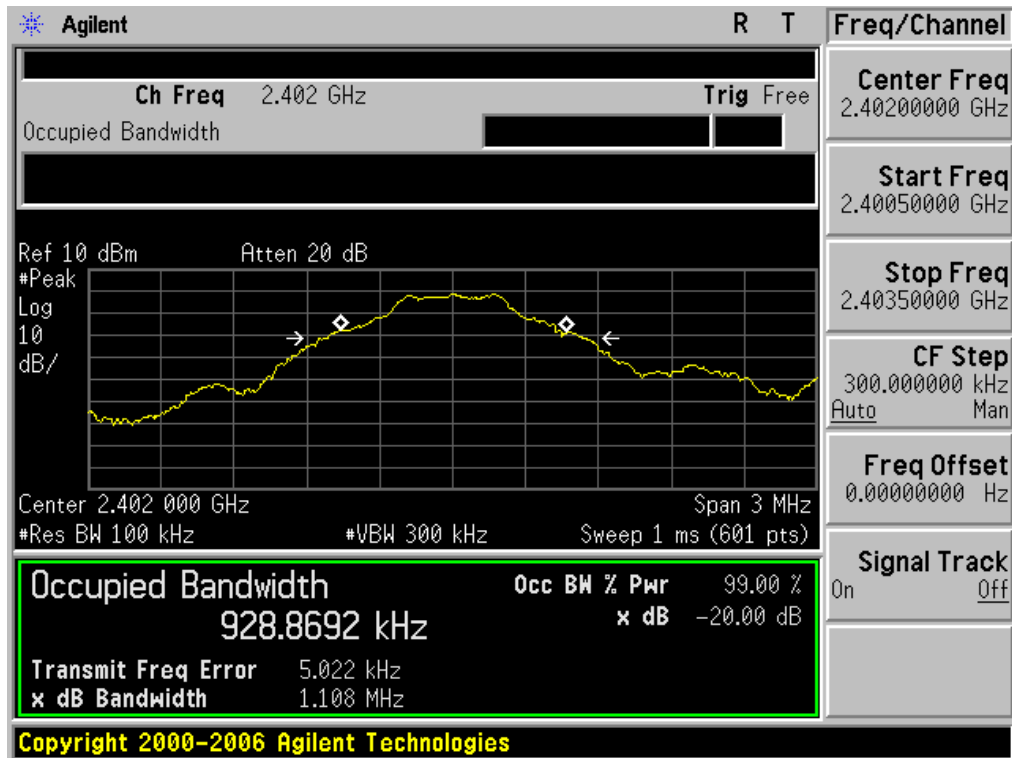 Agilent R T
Ch Freq 2.402 GHz Trig Free
Occupied Bandwidth
Ref 10 dBm Atten 20 dB
#Peak
Log
10
dB/
Center 2.402 000 GHz Span 3 MHz
#Res BW 100 kHz #VBW 300 kHz Sweep 1 ms (601 pts)
Occupied Bandwidth Occ BW % Pwr 99.00 %
928.8692 kHz x dB -20.00 dB
Transmit Freq Error 5.022 kHz
x dB Bandwidth 1.108 MHz
Copyright 2000-2006 Agilent Technologies
Freq/Channel
Center Freq
2.40200000 GHz
Start Freq
2.40050000 GHz
Stop Freq
2.40350000 GHz
CF Step
300.000000 kHz
Auto Man
Freq Offset
0.00000000 Hz
Signal Track
On Off